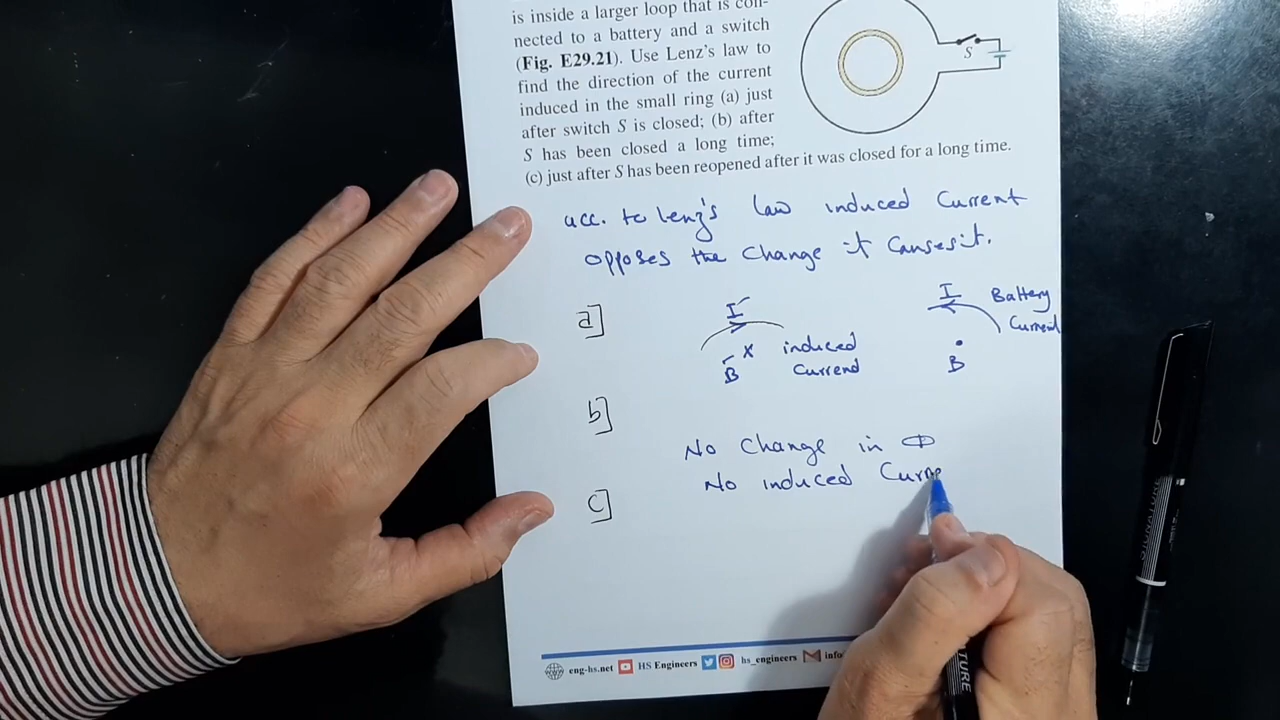 is inside a larger loop that is con-
nected to a battery and a switch
(Fig. E29.21). Use Lenz's law to
find the direction of the current
induced in the small ring (a) just
after switch S is closed; (b) after
S has been closed a long time;
(c) just after S has been reopened after it was closed for a long time.
S
acc. to lenz's law induced Current
opposes the change it Causes it.
a]
I'
x induced
B' Current
I Battery
Current
B
b]
No Change in Φ
No induced Curre
c]
eng-hs.net HS Engineers hs_engineers info